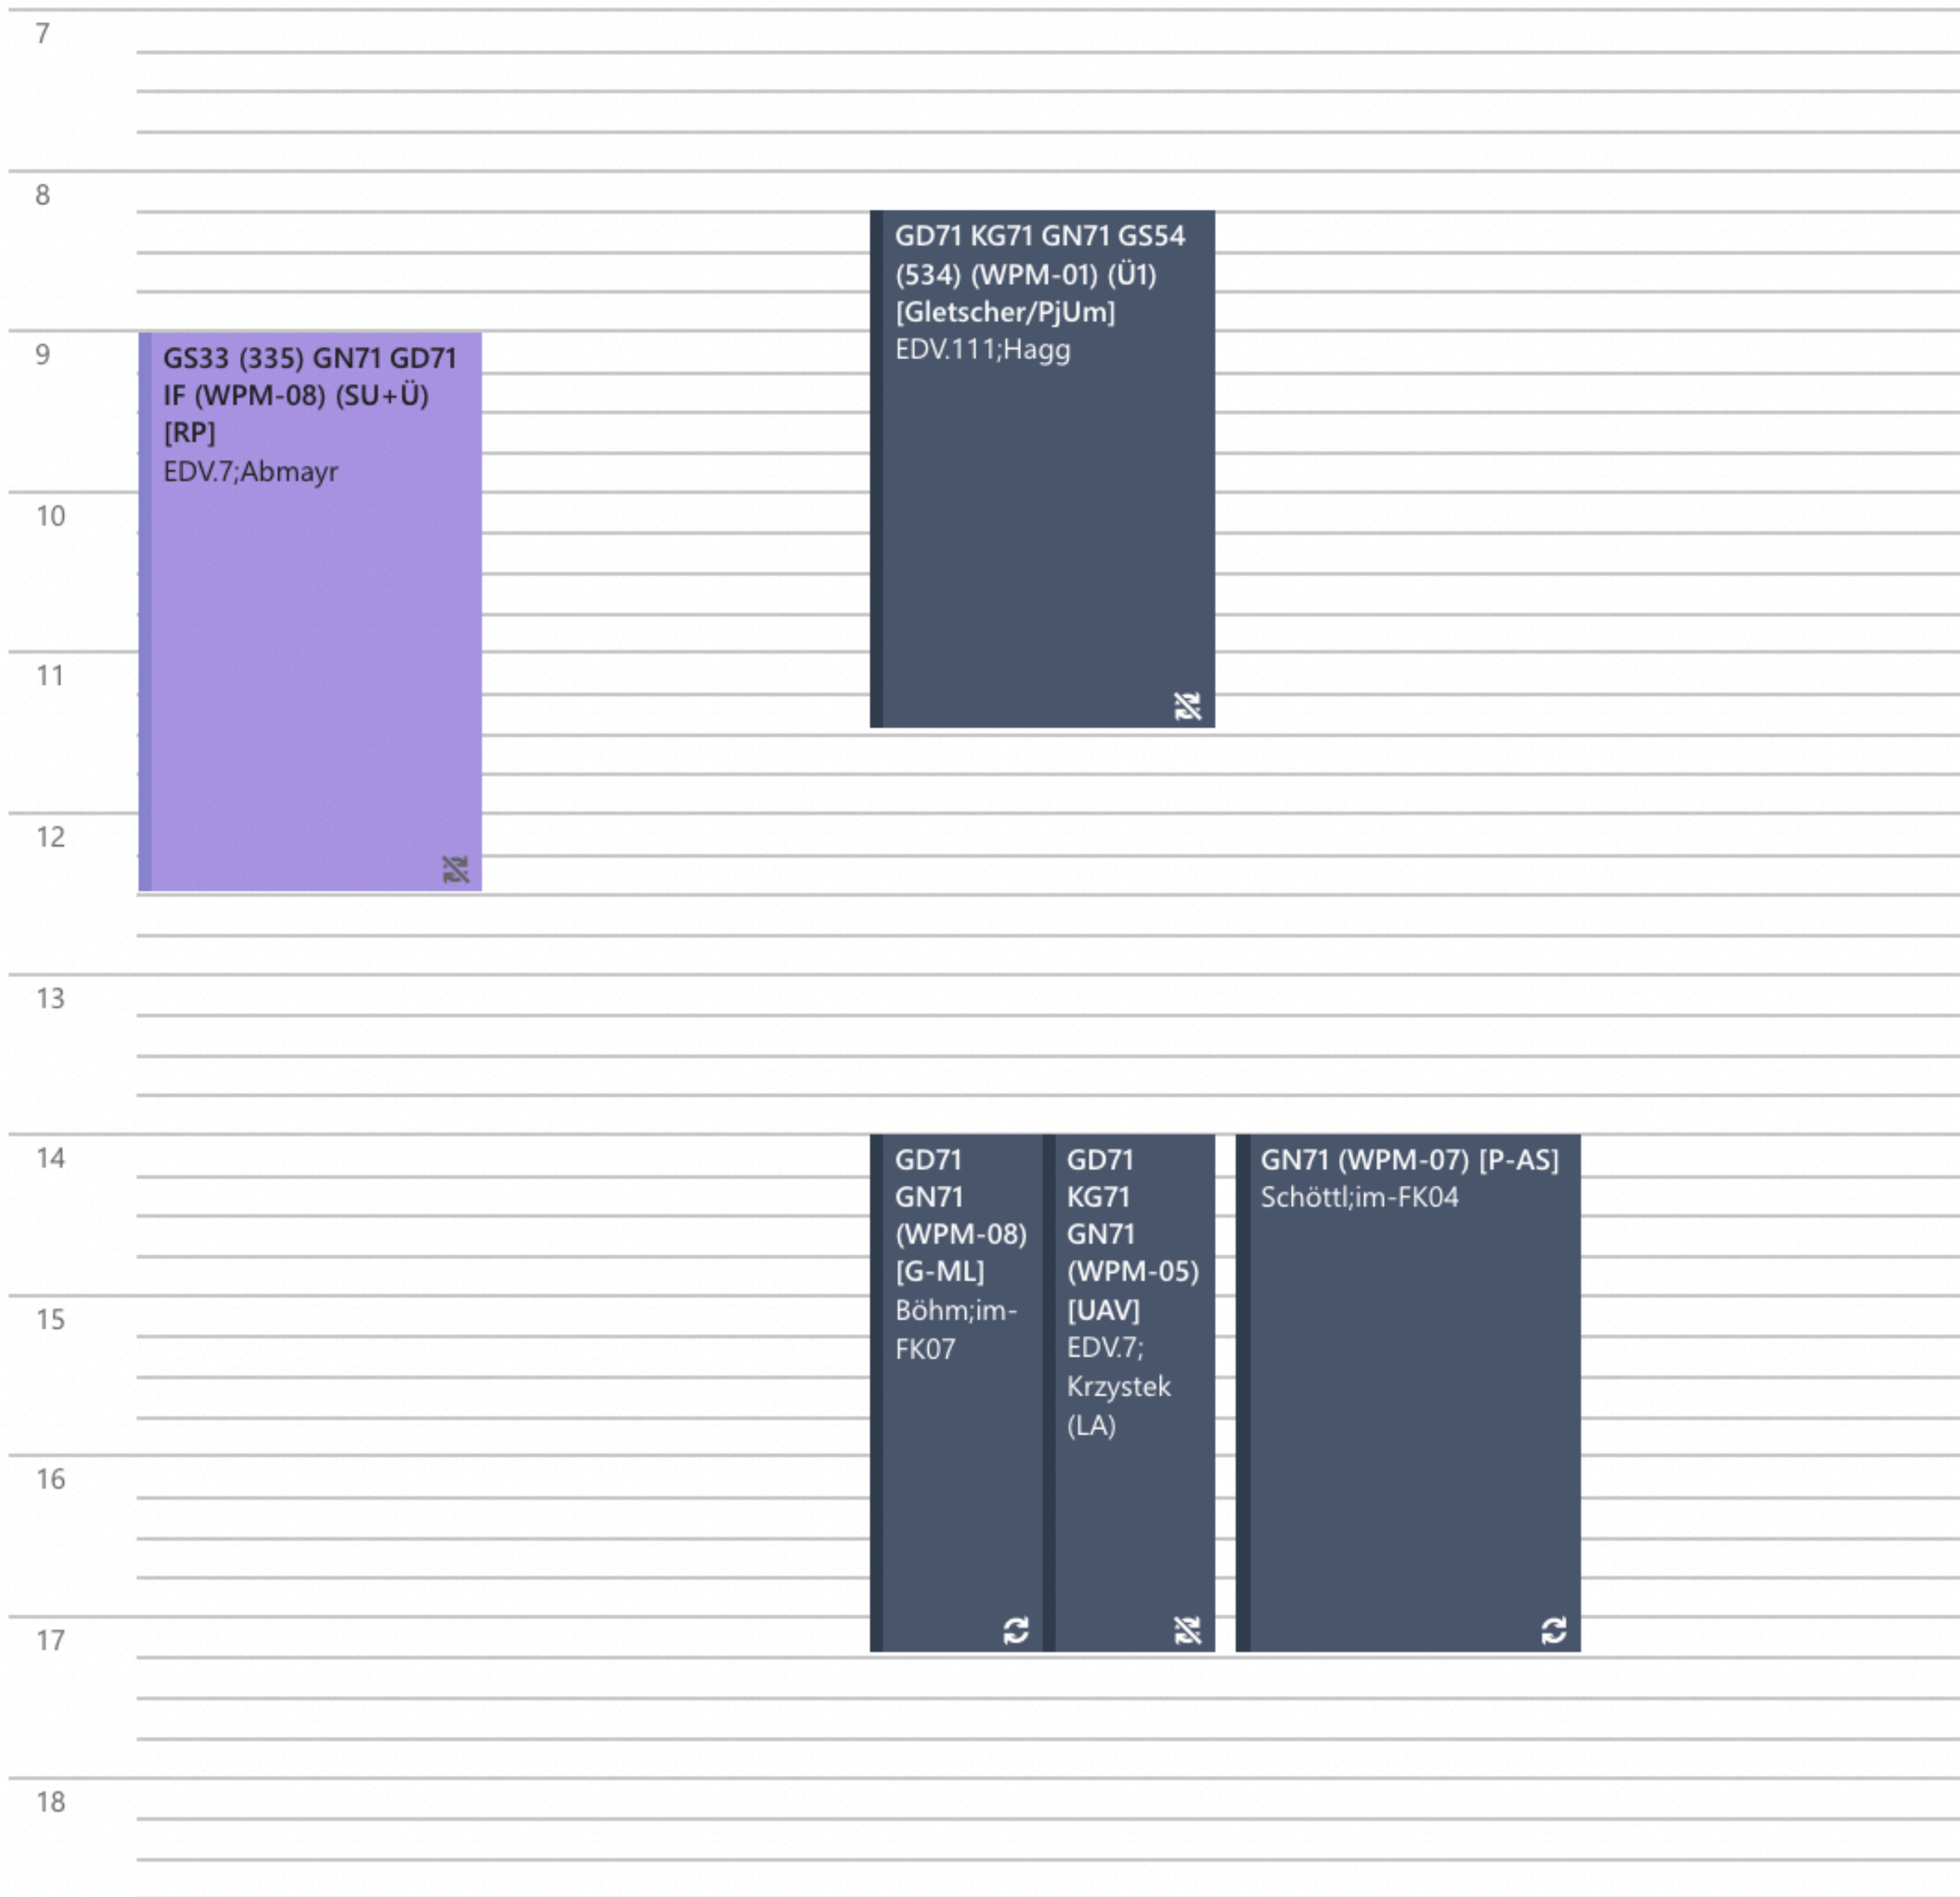 7
8
9
10
11
12
13
14
15
16
17
18
GS33 (335) GN71 GD71
IF (WPM-08) (SU+Ü)
[RP]
EDV.7;Abmayr
GD71 KG71 GN71 GS54
(534) (WPM-01) (Ü1)
[Gletscher/PjUm]
EDV.111;Hagg
GD71
GN71
(WPM-08)
[G-ML]
Böhm;im-
FK07
GD71
KG71
GN71
(WPM-05)
[UAV]
EDV.7;
Krzystek
(LA)
GN71 (WPM-07) [P-AS]
Schöttl;im-FK04